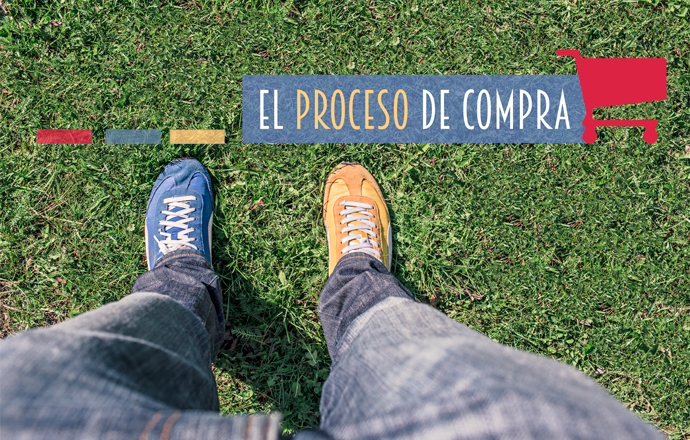 EL PROCESO DE COMPRA